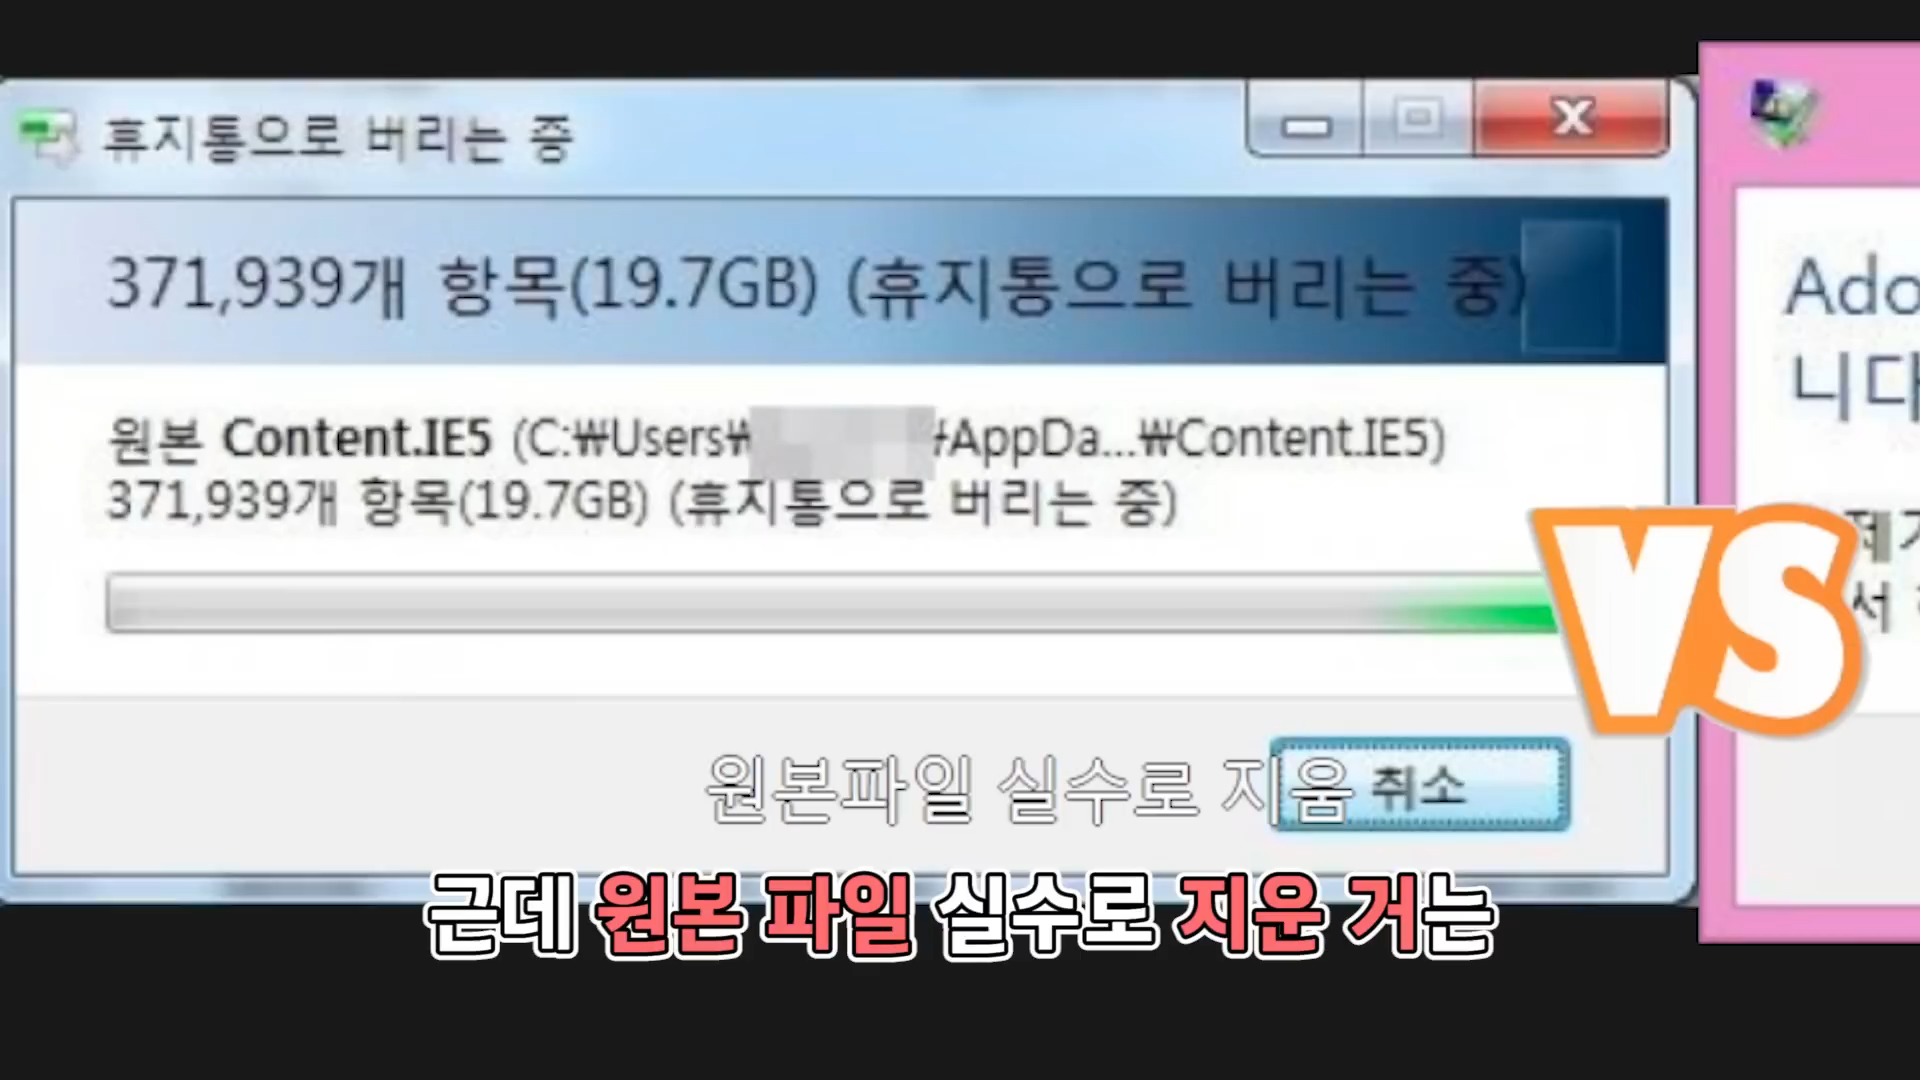 휴지통으로 버리는 중
371,939개 항목(19.7GB) (휴지통으로 버리는 중)
원본 Content.IE5 (C:₩Users₩ ₩AppDa...₩Content.IE5)
371,939개 항목(19.7GB) (휴지통으로 버리는 중)
취소
Ado
니다
VS
서
원본파일 실수로 지움
근데 원본 파일 실수로 지운 거는